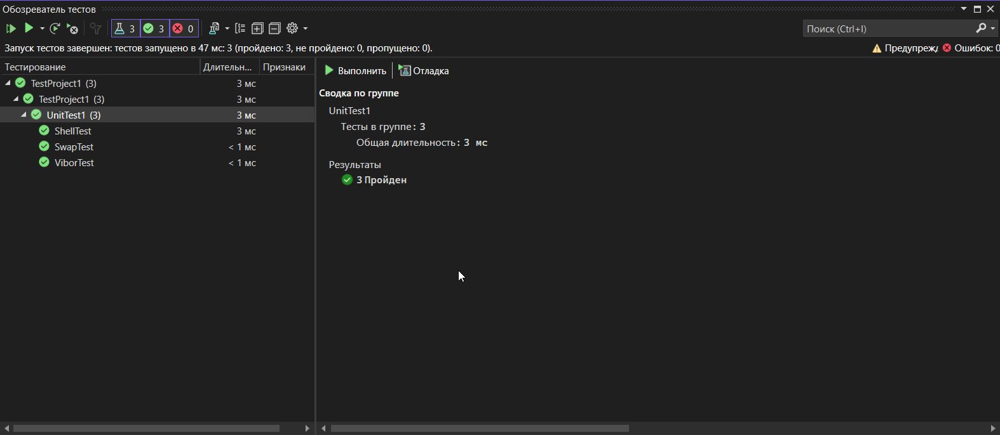 Обозреватель тестов
3 3 0
Поиск (Ctrl+I)
Запуск тестов завершен: тестов запущено в 47 мс: 3 (пройдено: 3, не пройдено: 0, пропущено: 0).
Предупрежд Ошибок: 0
Тестирование Длительн... Признаки
TestProject1 (3) 3 мс
TestProject1 (3) 3 мс
UnitTest1 (3) 3 мс
ShellTest 3 мс
SwapTest < 1 мс
ViborTest < 1 мс
Выполнить Отладка
Сводка по группе
UnitTest1
Тесты в группе: 3
Общая длительность: 3 мс
Результаты
3 Пройден